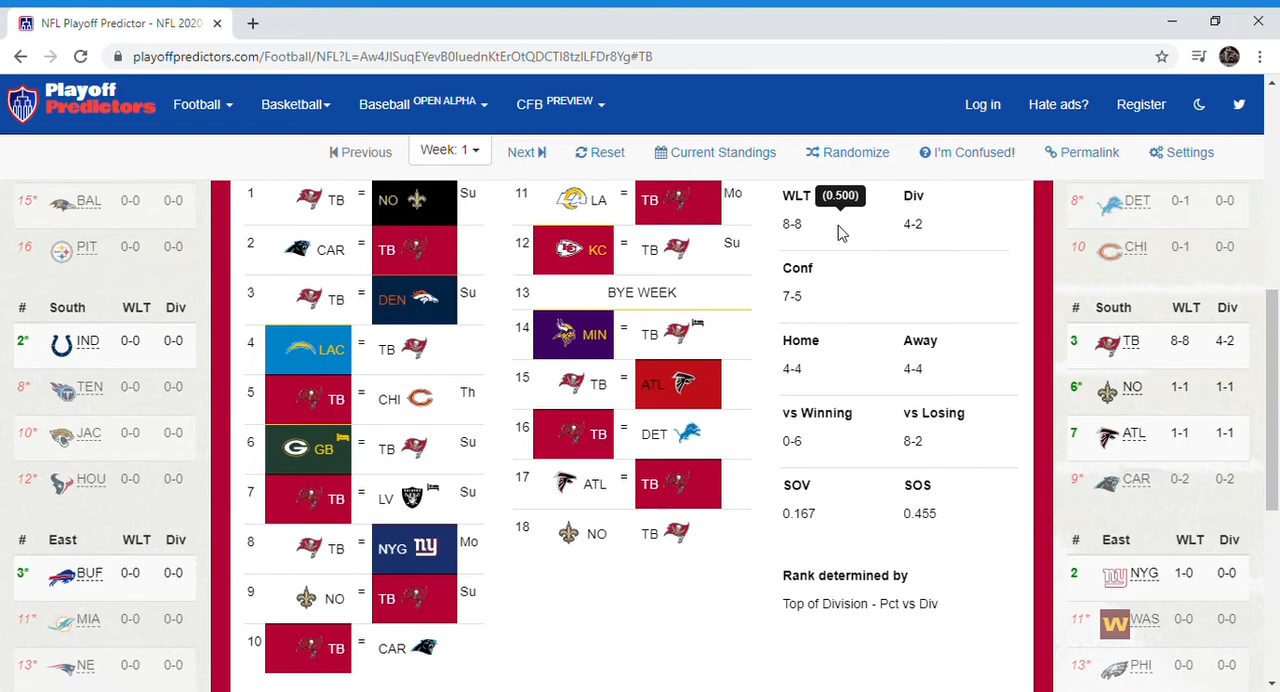 NFL Playoff Predictor - NFL 2020
playoffpredictors.com/Football/NFL?L=Aw4JISuqEYevB0IuednKtErOtQDCTI8tzILFDr8Yg#TB
Playoff
Predictors
Football
Basketball
Baseball OPEN ALPHA
CFB PREVIEW
Log in
Hate ads?
Register
Previous
Week: 1
Next
Reset
Current Standings
Randomize
I'm Confused!
Permalink
Settings
15* BAL 0-0 0-0
16 PIT 0-0 0-0
# South WLT Div
2* IND 0-0 0-0
8* TEN 0-0 0-0
10* JAC 0-0 0-0
12* HOU 0-0 0-0
# East WLT Div
3* BUF 0-0 0-0
11* MIA 0-0 0-0
13* NE 0-0 0-0
1 TB = NO Su
2 CAR = TB Su
3 TB = DEN Su
4 LAC = TB Su
5 TB = CHI Th
6 GB = TB Su
7 TB = LV Su
8 TB = NYG ny Mo
9 NO = TB Su
10 TB = CAR
11 LA = TB Mo
12 KC = TB Su
13 BYE WEEK
14 MIN = TB
15 TB = ATL
16 TB = DET
17 ATL = TB
18 NO TB
WLT (0.500) Div
8-8 4-2
Conf
7-5
Home Away
4-4 4-4
vs Winning vs Losing
0-6 8-2
SOV SOS
0.167 0.455
Rank determined by
Top of Division - Pct vs Div
8* DET 0-1 0-0
10 CHI 0-1 0-0
# South WLT Div
3 TB 8-8 4-2
6* NO 1-1 1-1
7 ATL 1-1 1-1
9* CAR 0-2 0-2
# East WLT Div
2 NYG 1-0 0-0
11* WAS 0-0 0-0
13* PHI 0-0 0-0